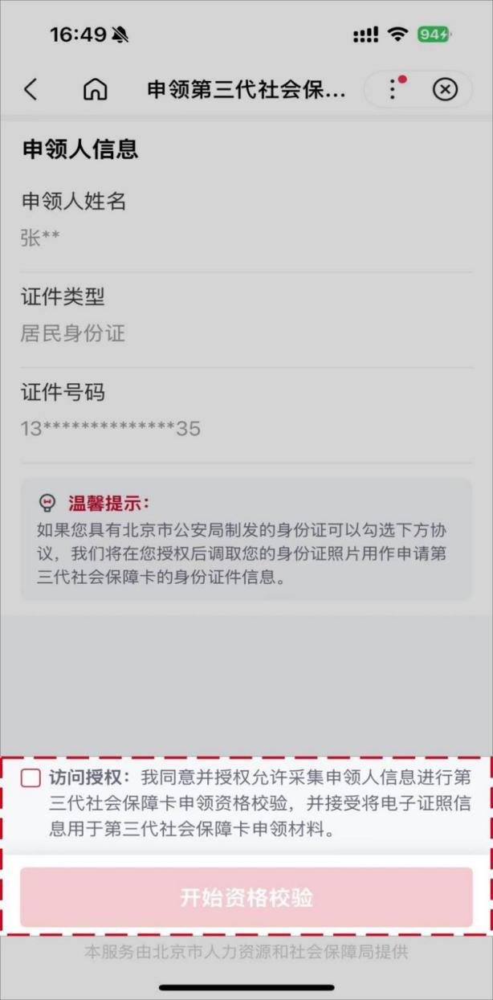 16:49
94
申领第三代社会保...
申领人信息
申领人姓名
张**
证件类型
居民身份证
证件号码
13**************35
温馨提示：
如果您具有北京市公安局制发的身份证可以勾选下方协
议，我们将在您授权后调取您的身份证照片用作申请第
三代社会保障卡的身份证件信息。
访问授权：我同意并授权允许采集申领人信息进行第
三代社会保障卡申领资格校验，并接受将电子证照信
息用于第三代社会保障卡申领材料。
开始资格校验
本服务由北京市人力资源和社会保障局提供